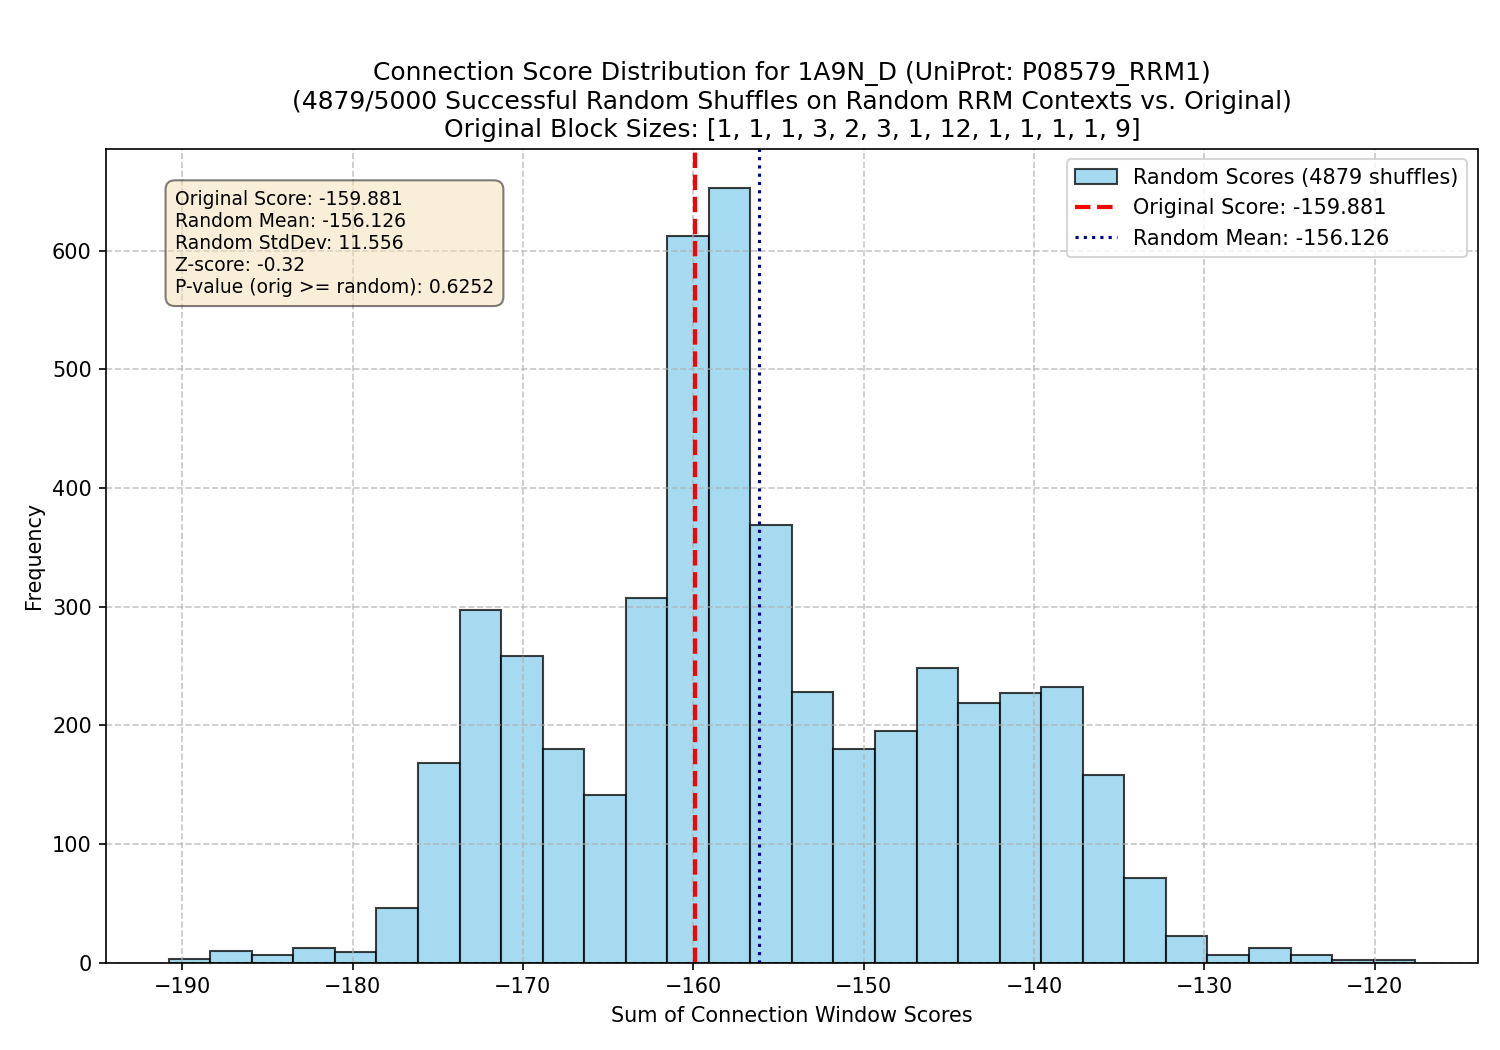 Connection Score Distribution for 1A9N_D (UniProt: P08579_RRM1)
(4879/5000 Successful Random Shuffles on Random RRM Contexts vs. Original)
Original Block Sizes: [1, 1, 1, 3, 2, 3, 1, 12, 1, 1, 1, 1, 9]
Original Score: -159.881
Random Mean: -156.126
Random StdDev: 11.556
Z-score: -0.32
P-value (orig >= random): 0.6252
Random Scores (4879 shuffles)
Original Score: -159.881
Random Mean: -156.126
Frequency
600
500
400
300
200
100
0
−190
−180
−170
−160
−150
−140
−130
−120
Sum of Connection Window Scores